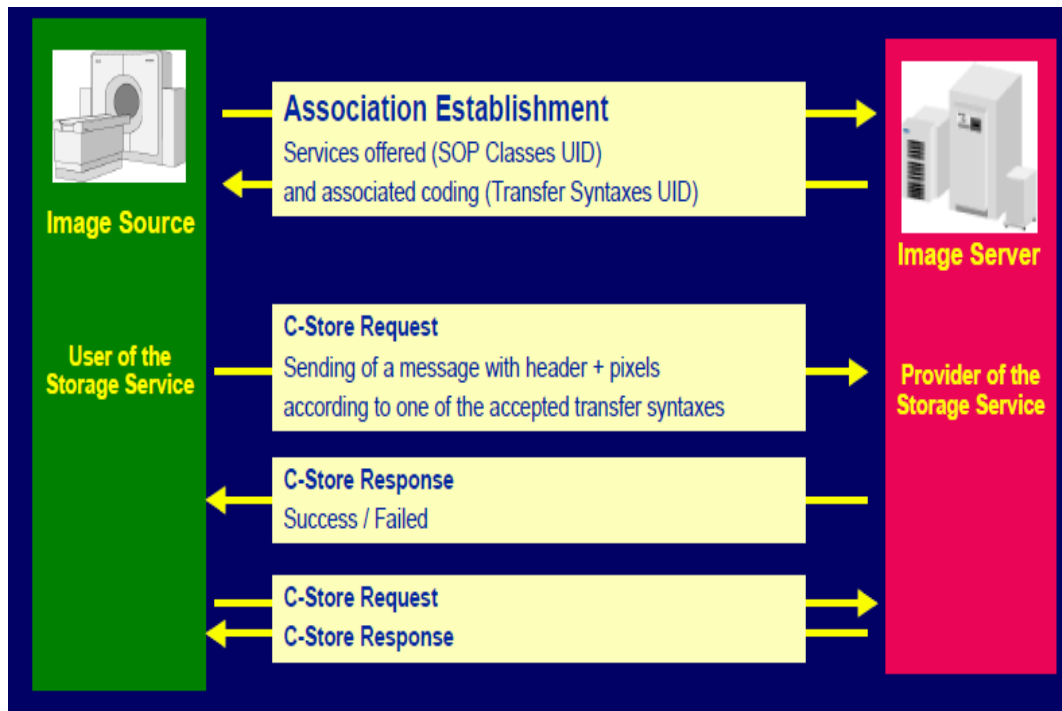 Association Establishment
Services offered (SOP Classes UID)
and associated coding (Transfer Syntaxes UID)
Image Source
Image Server
C-Store Request
Sending of a message with header + pixels
according to one of the accepted transfer syntaxes
User of the
Storage Service
Provider of the
Storage Service
C-Store Response
Success / Failed
C-Store Request
C-Store Response